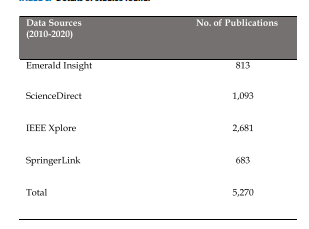 Data Sources No. of Publications
(2010-2020)
Emerald Insight 813
ScienceDirect 1,093
IEEE Xplore 2,681
SpringerLink 683
Total 5,270